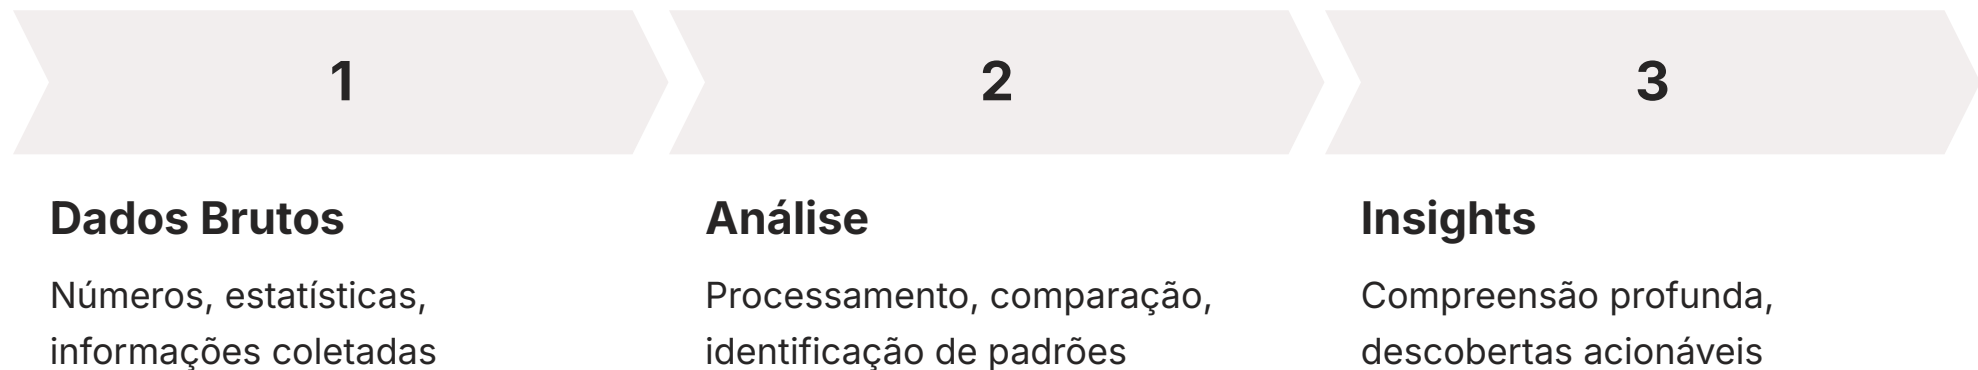 1
2
3
Dados Brutos
Números, estatísticas,
informações coletadas
Análise
Processamento, comparação,
identificação de padrões
Insights
Compreensão profunda,
descobertas acionáveis